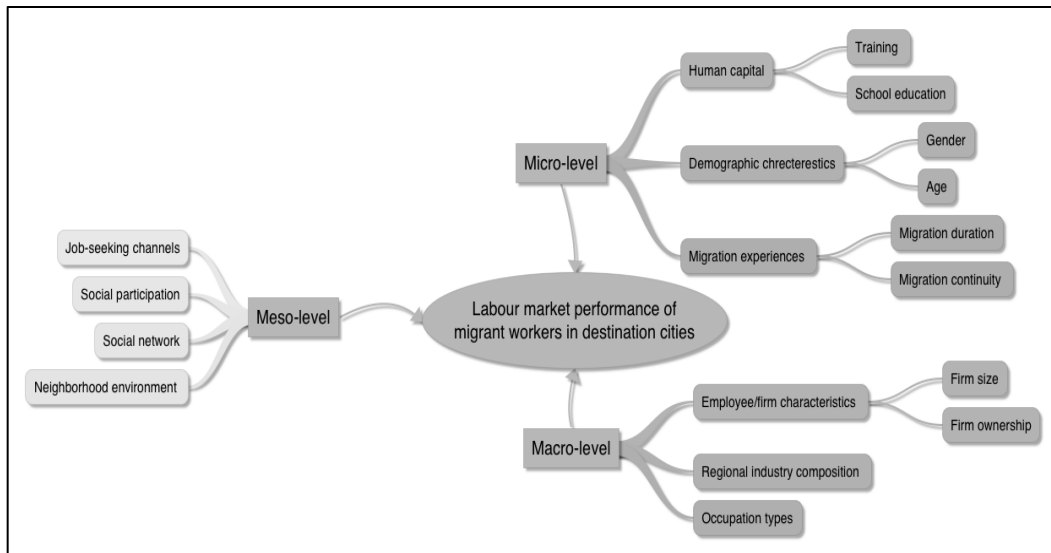 Training
Human capital
School education
Gender
Micro-level
Demographic chrecterestics
Age
Migration duration
Migration experiences
Migration continuity
Job-seeking channels
Social participation
Meso-level
Social network
Neighborhood environment
Labour market performance of
migrant workers in destination cities
Firm size
Employee/firm characteristics
Firm ownership
Macro-level
Regional industry composition
Occupation types